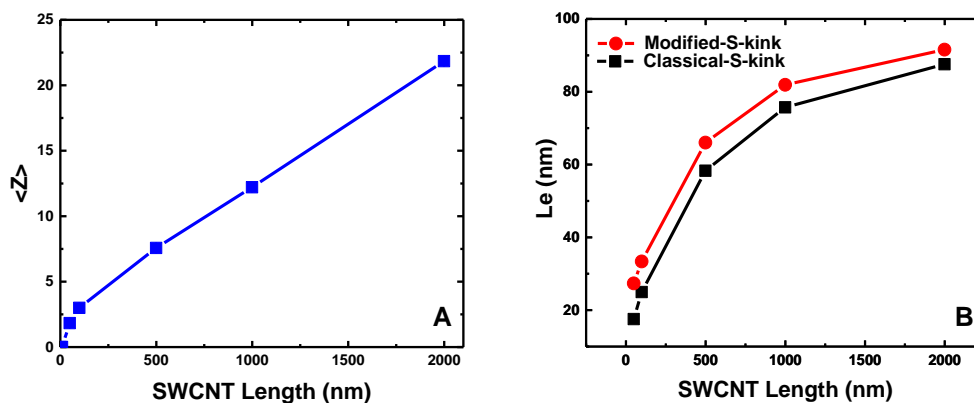 25
20
15
10
5
0
<Z>
0
500
1000
1500
2000
SWCNT Length (nm)
A
100
80
60
40
20
Le (nm)
Modified-S-kink
Classical-S-kink
0
500
1000
1500
2000
SWCNT Length (nm)
B